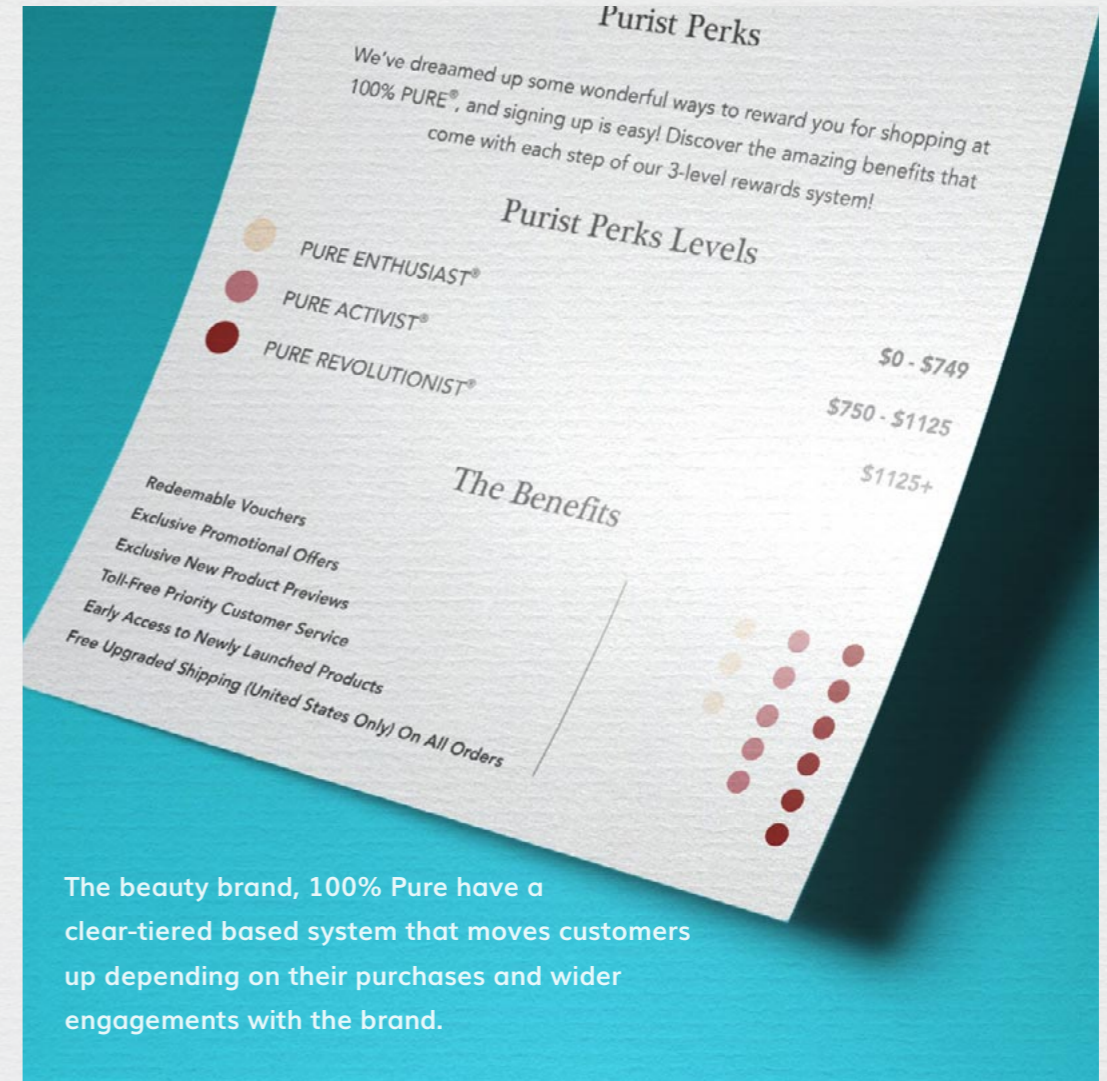 Purist Perks
We've dreaamed up some wonderful ways to reward you for shopping at
100% PURE®, and signing up is easy! Discover the amazing benefits that
come with each step of our 3-level rewards system!
Purist Perks Levels
PURE ENTHUSIAST®
PURE ACTIVIST®
PURE REVOLUTIONIST®
$0 - $749
$750 - $1125
$1125+
The Benefits
Redeemable Vouchers
Exclusive Promotional Offers
Exclusive New Product Previews
Toll-Free Priority Customer Service
Early Access to Newly Launched Products
Free Upgraded Shipping (United States Only) On All Orders
The beauty brand, 100% Pure have a
clear-tiered based system that moves customers
up depending on their purchases and wider
engagements with the brand.